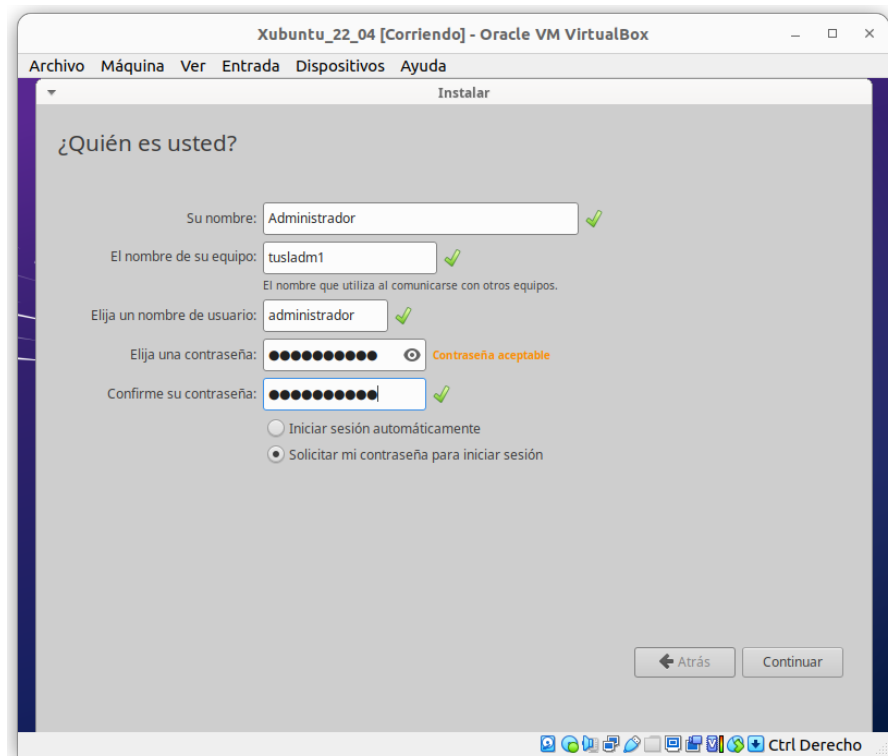 Xubuntu_22_04 [Corriendo] - Oracle VM VirtualBox
Archivo Máquina Ver Entrada Dispositivos Ayuda
Instalar
¿Quién es usted?
Su nombre: Administrador
El nombre de su equipo: tusladm1
El nombre que utiliza al comunicarse con otros equipos.
Elija un nombre de usuario: administrador
Elija una contraseña: ●●●●●●●●●● Contraseña aceptable
Confirme su contraseña: ●●●●●●●●●●
Iniciar sesión automáticamente
Solicitar mi contraseña para iniciar sesión
Atrás Continuar
Ctrl Derecho